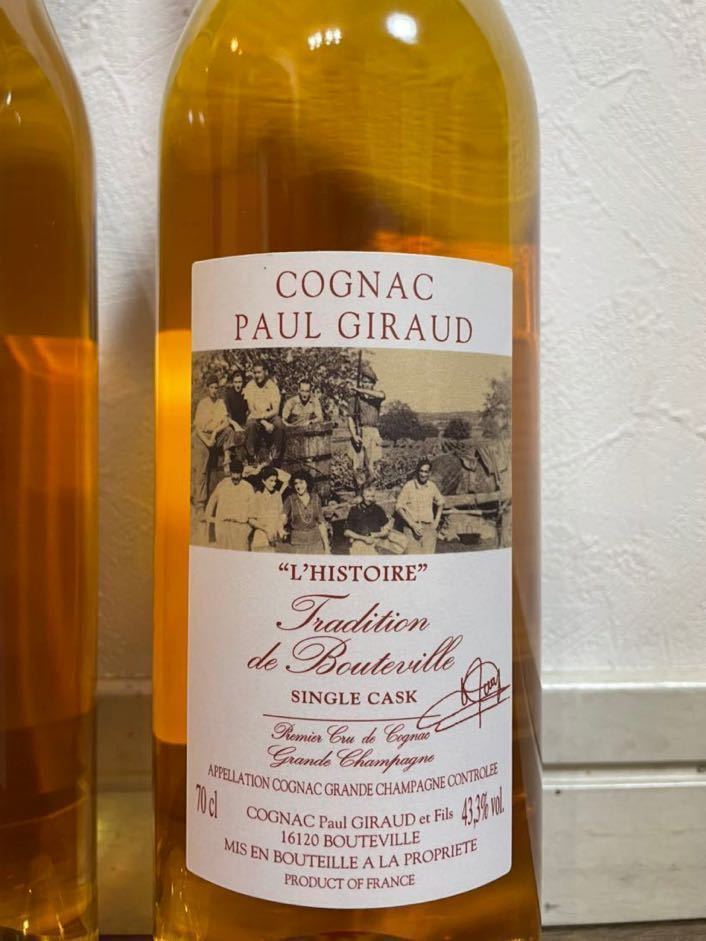 COGNAC
PAUL GIRAUD
“L'HISTOIRE”
Tradition
de Bouteville
SINGLE CASK
Premier Cru de Cognac
Grande Champagne
APPELLATION COGNAC GRANDE CHAMPAGNE CONTROLEE
70 cl
COGNAC Paul GIRAUD et Fils
43,3% vol.
16120 BOUTEVILLE
MIS EN BOUTEILLE A LA PROPRIETE
PRODUCT OF FRANCE